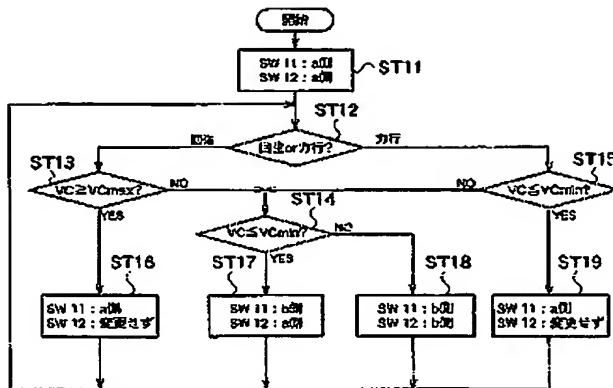 開始
SW 11：a側
SW 12：a側
ST11
ST12
回生or力行?
回生
力行
ST13
VC≧VCmax?
NO
YES
ST14
VC≦VCmin?
NO
YES
ST15
NO
YES
ST16
SW 11：a側
SW 12：変更せず
ST17
SW 11：b側
SW 12：a側
ST18
SW 11：b側
SW 12：b側
ST19
SW 11：a側
SW 12：変更せず